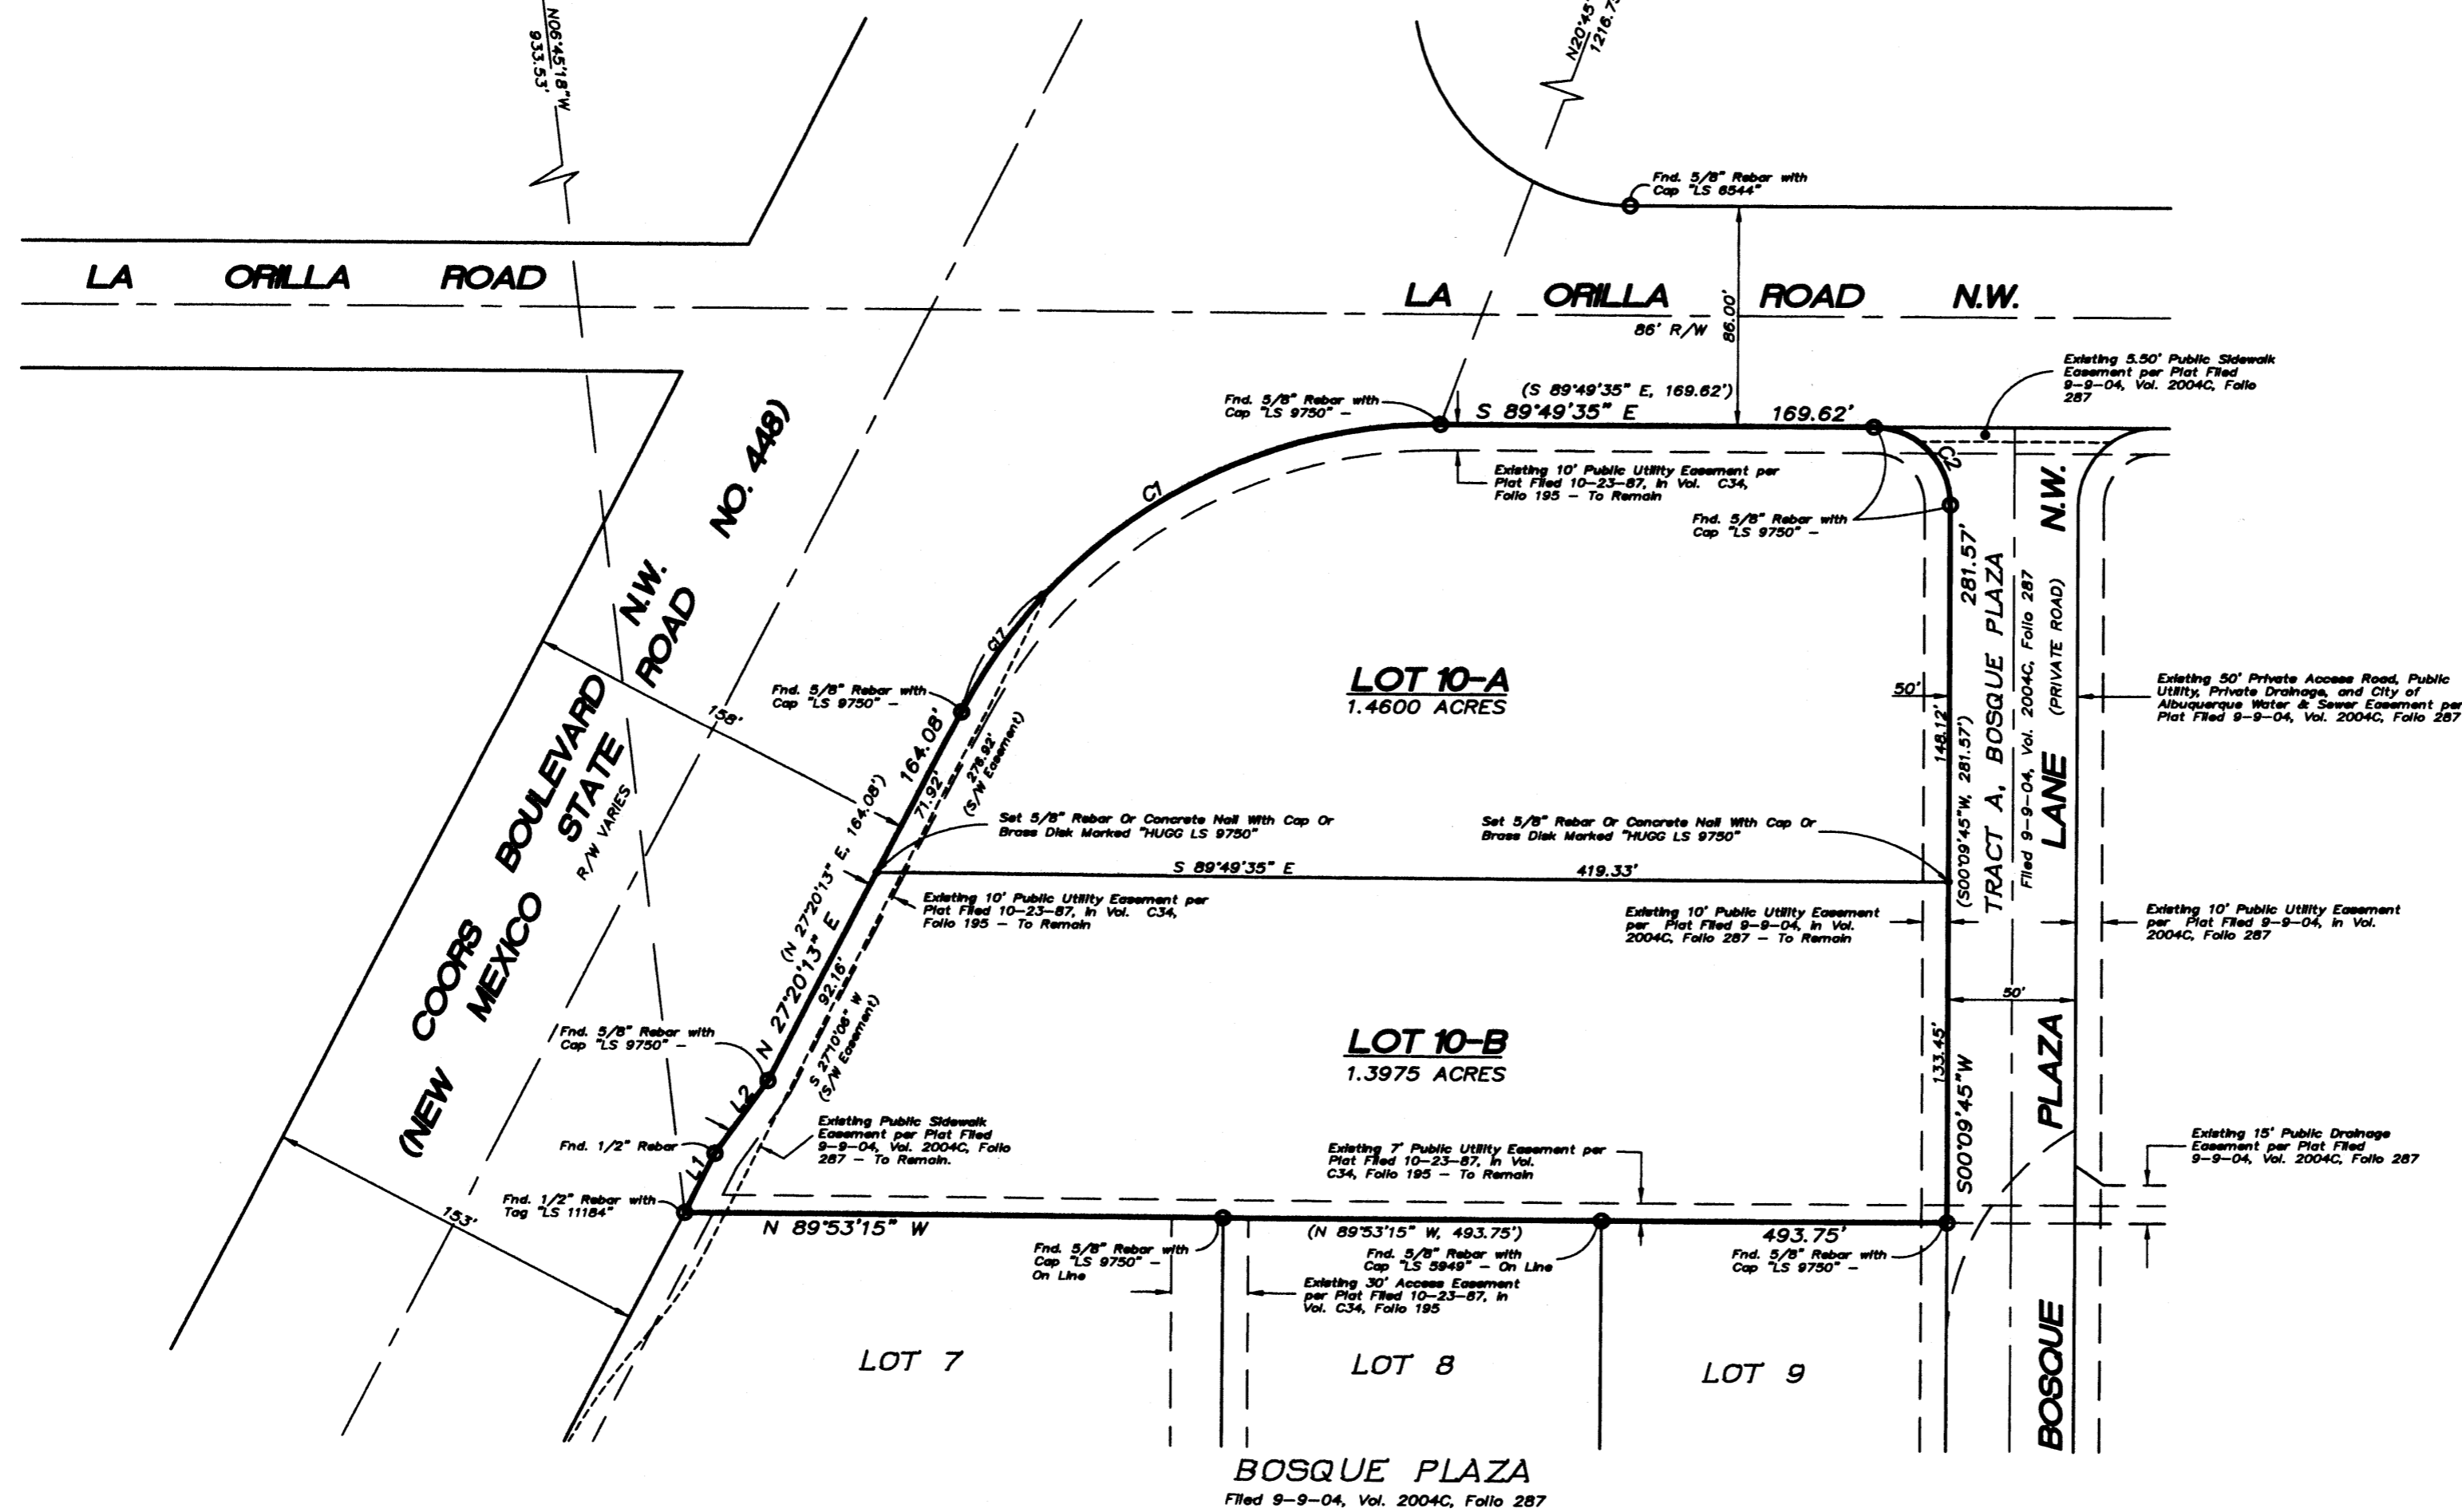 N06°45'18"W
933.53'
N20°45'
1216.7
Fnd. 5/8" Rebar with
Cap "LS 6544"
LA ORILLA ROAD
LA ORILLA ROAD N.W.
86' R/W
86.00'
Existing 5.50' Public Sidewalk
Easement per Plat Filed
9-9-04, Vol. 2004C, Folio
287
(S 89°49'35" E, 169.62')
S 89°49'35" E 169.62'
Fnd. 5/8" Rebar with
Cap "LS 9750" -
C1
C2
Existing 10' Public Utility Easement per
Plat Filed 10-23-87, in Vol. C34,
Folio 195 - To Remain
Fnd. 5/8" Rebar with
Cap "LS 9750" -
COORS BOULEVARD N.W.
(NEW MEXICO STATE ROAD NO. 448)
R/W VARIES
158'
153'
C17
Fnd. 5/8" Rebar with
Cap "LS 9750" -
164.08'
71.92'
276.92'
(S/W Easement)
(N 27°20'13" E, 164.08')
N 27°20'13" E
92.16'
S 27°10'06" W
(S/W Easement)
LOT 10-A
1.4600 ACRES
281.57'
148.12'
50'
(S00°09'45"W, 281.57')
TRACT A, BOSQUE PLAZA
Filed 9-9-04, Vol. 2004C, Folio 287
BOSQUE PLAZA LANE N.W.
(PRIVATE ROAD)
Existing 50' Private Access Road, Public
Utility, Private Drainage, and City of
Albuquerque Water & Sewer Easement per
Plat Filed 9-9-04, Vol. 2004C, Folio 287
Set 5/8" Rebar Or Concrete Nail With Cap Or
Brass Disk Marked "HUGG LS 9750"
Set 5/8" Rebar Or Concrete Nail With Cap Or
Brass Disk Marked "HUGG LS 9750"
S 89°49'35" E 419.33'
Existing 10' Public Utility Easement per
Plat Filed 10-23-87, in Vol. C34,
Folio 195 - To Remain
Existing 10' Public Utility Easement
per Plat Filed 9-9-04, in Vol.
2004C, Folio 287 - To Remain
Existing 10' Public Utility Easement
per Plat Filed 9-9-04, in Vol.
2004C, Folio 287
50'
LOT 10-B
1.3975 ACRES
133.45'
S00°09'45"W
Fnd. 5/8" Rebar with
Cap "LS 9750" -
L2
Fnd. 1/2" Rebar
L1
Fnd. 1/2" Rebar with
Tag "LS 11184"
Existing Public Sidewalk
Easement per Plat Filed
9-9-04, Vol. 2004C, Folio
287 - To Remain.
Existing 7' Public Utility Easement per
Plat Filed 10-23-87, in Vol.
C34, Folio 195 - To Remain
Existing 15' Public Drainage
Easement per Plat Filed
9-9-04, Vol. 2004C, Folio 287
N 89°53'15" W
(N 89°53'15" W, 493.75')
493.75'
Fnd. 5/8" Rebar with
Cap "LS 9750" -
On Line
Fnd. 5/8" Rebar with
Cap "LS 5949" - On Line
Fnd. 5/8" Rebar with
Cap "LS 9750" -
Existing 30' Access Easement
per Plat Filed 10-23-87, in
Vol. C34, Folio 195
LOT 7
LOT 8
LOT 9
BOSQUE PLAZA
Filed 9-9-04, Vol. 2004C, Folio 287